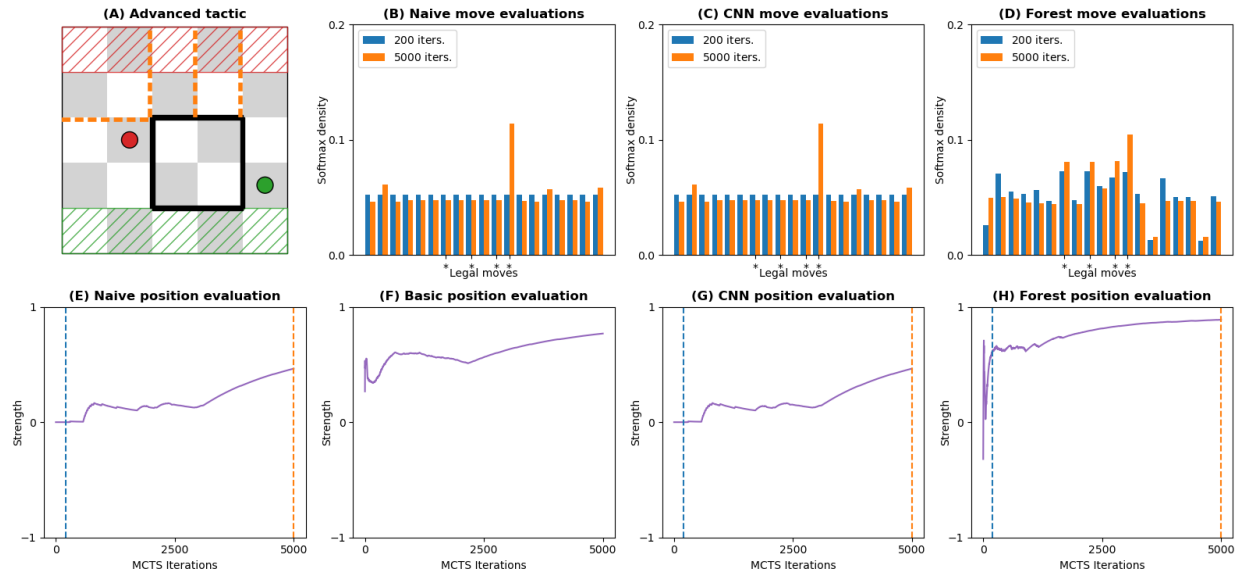 (A) Advanced tactic
(B) Naive move evaluations
0.2
0.1
0.0
Softmax density
200 iters.
5000 iters.
* * * *
Legal moves
(C) CNN move evaluations
0.2
0.1
0.0
Softmax density
200 iters.
5000 iters.
* * * *
Legal moves
(D) Forest move evaluations
0.2
0.1
0.0
Softmax density
200 iters.
5000 iters.
* * * *
Legal moves
(E) Naive position evaluation
1
0
−1
Strength
0 2500 5000
MCTS Iterations
(F) Basic position evaluation
1
0
−1
Strength
0 2500 5000
MCTS Iterations
(G) CNN position evaluation
1
0
−1
Strength
0 2500 5000
MCTS Iterations
(H) Forest position evaluation
1
0
−1
Strength
0 2500 5000
MCTS Iterations